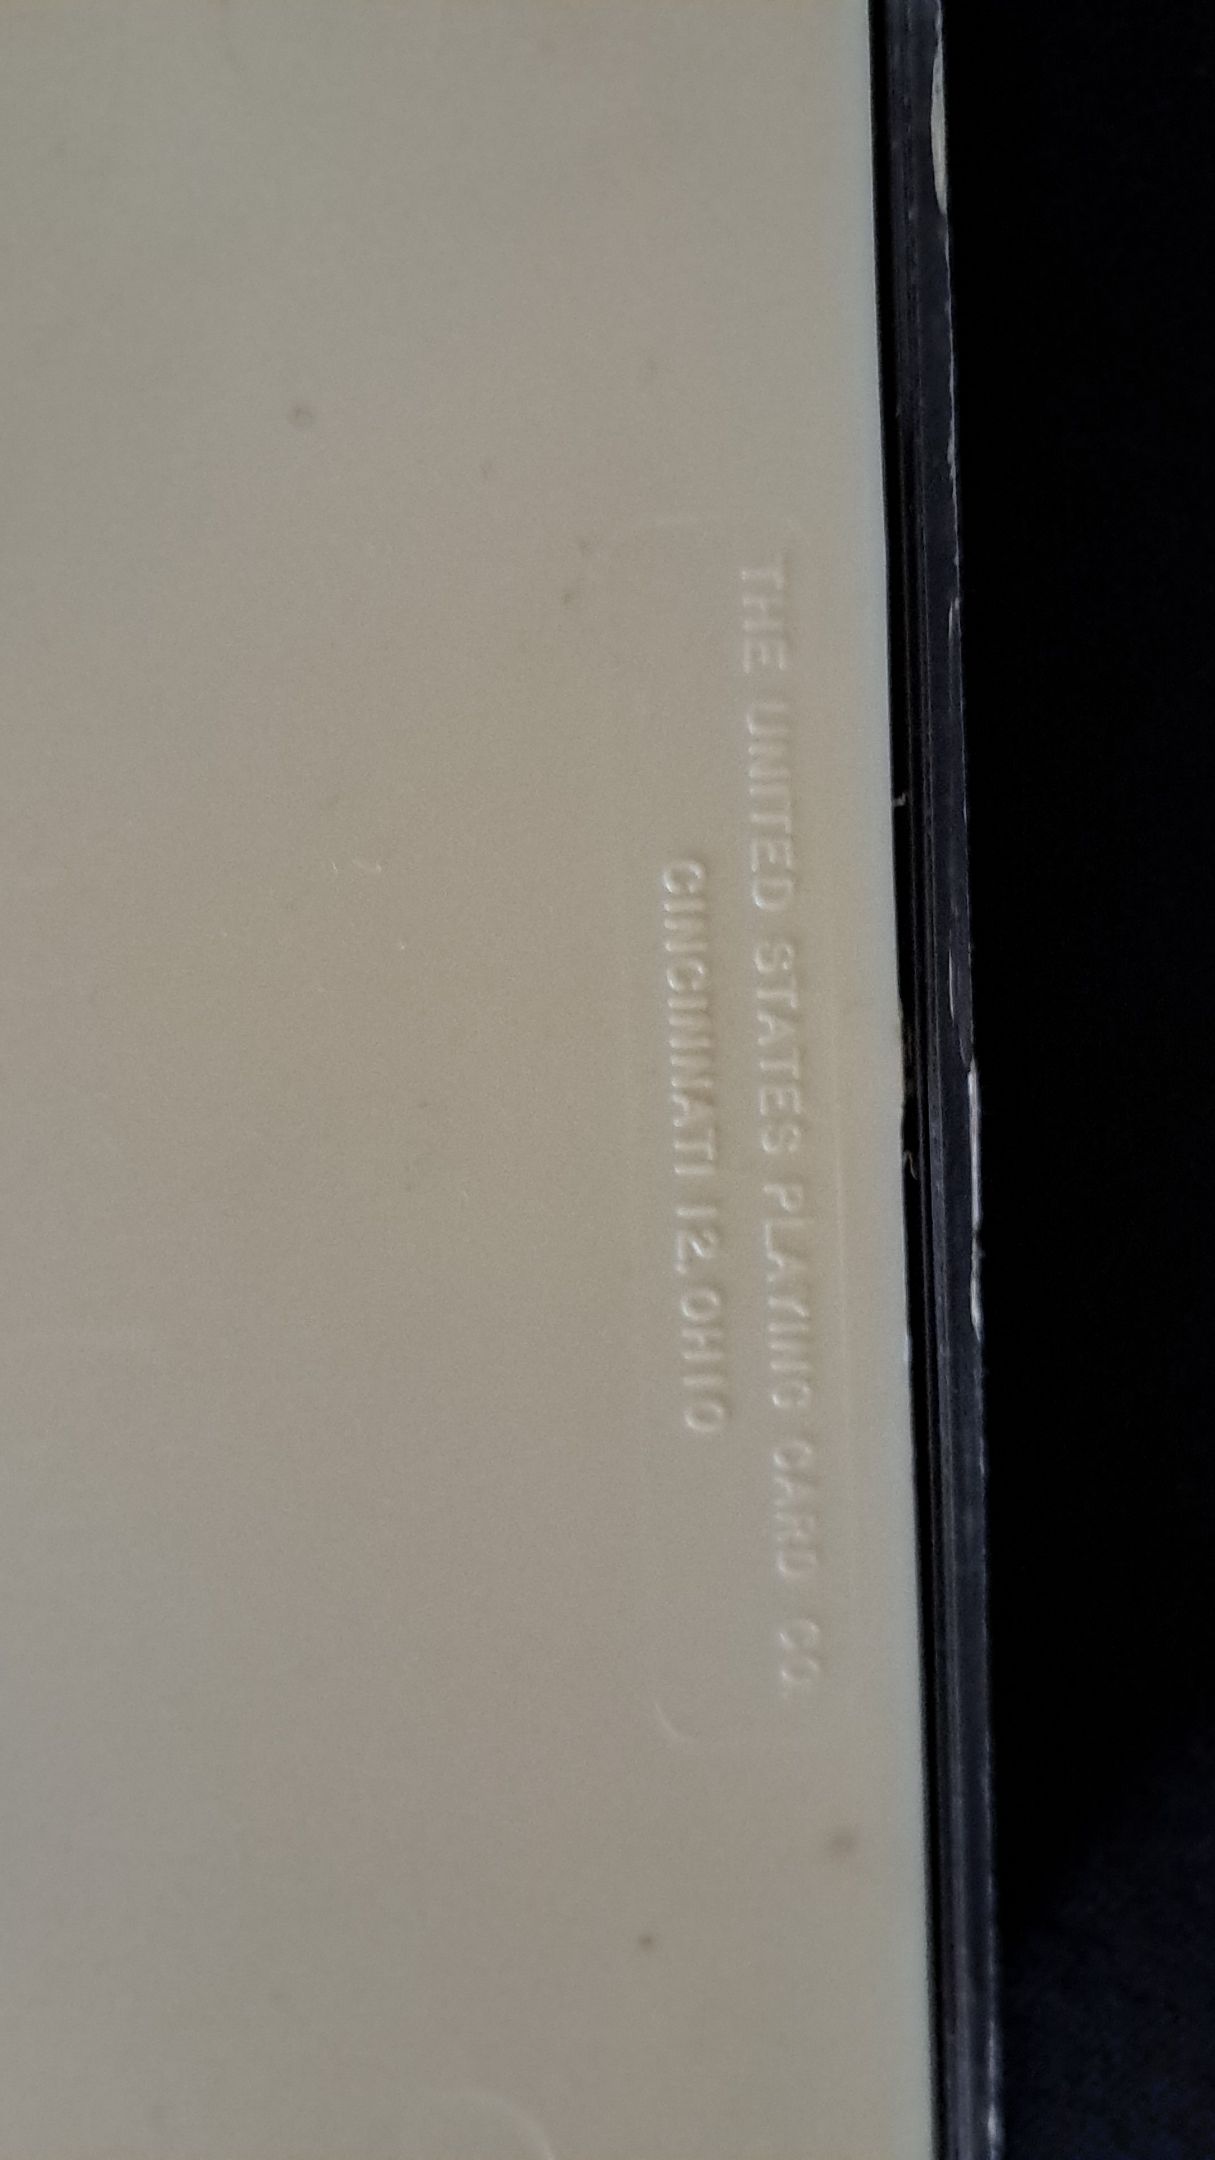 THE UNITED STATES PLAYING CARD CO.
CINCINNATI 12, OHIO